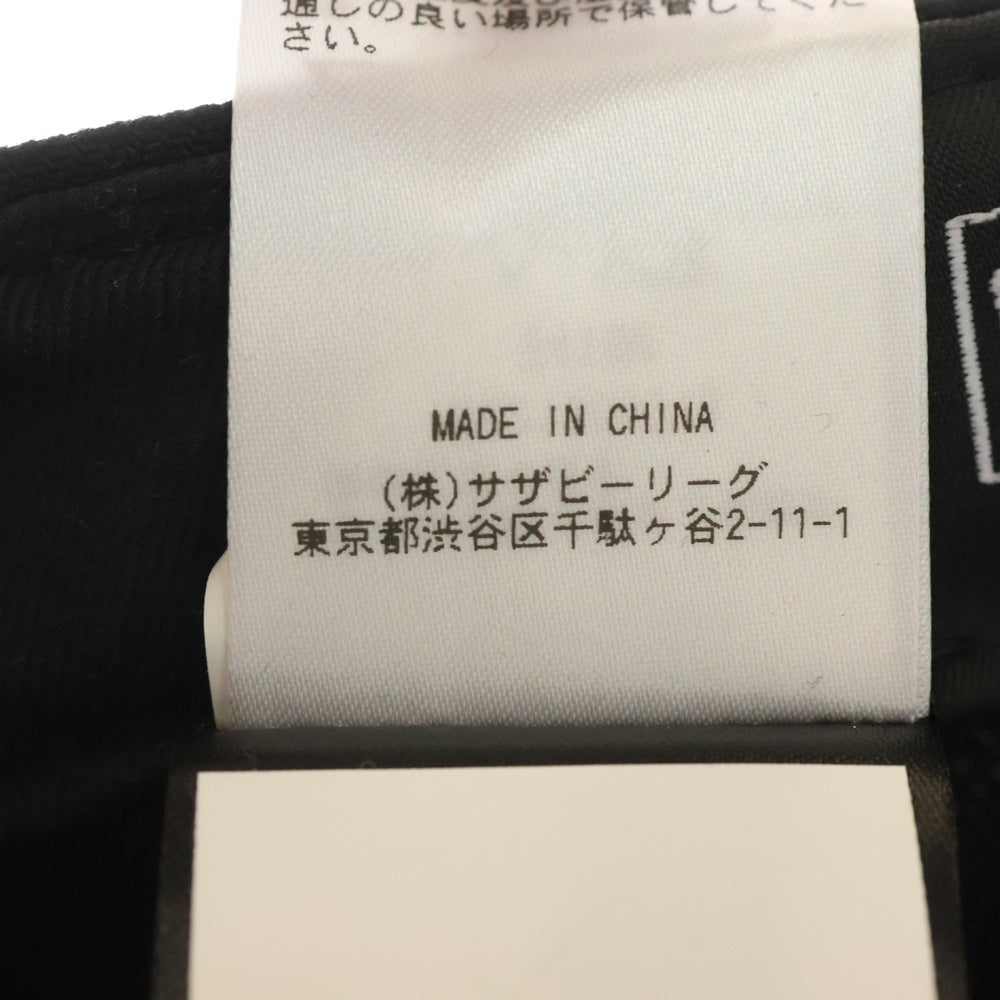 通しの良い場所で保管してくだ
さい。
MADE IN CHINA
(株)サザビーリーグ
東京都渋谷区千駄ヶ谷2-11-1